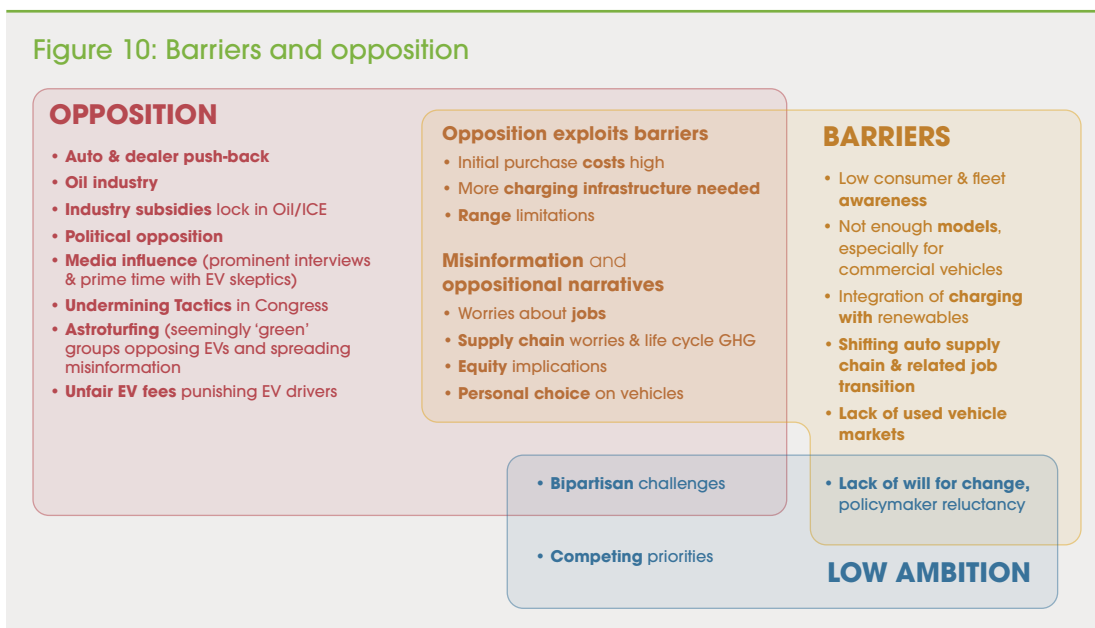 Figure 10: Barriers and opposition
OPPOSITION
• Auto & dealer push-back
• Oil industry
• Industry subsidies lock in Oil/ICE
• Political opposition
• Media influence (prominent interviews
& prime time with EV skeptics)
• Undermining Tactics in Congress
• Astroturfing (seemingly ‘green’
groups opposing EVs and spreading
misinformation
• Unfair EV fees punishing EV drivers
Opposition exploits barriers
• Initial purchase costs high
• More charging infrastructure needed
• Range limitations
Misinformation and
oppositional narratives
• Worries about jobs
• Supply chain worries & life cycle GHG
• Equity implications
• Personal choice on vehicles
BARRIERS
• Low consumer & fleet
awareness
• Not enough models,
especially for
commercial vehicles
• Integration of charging
with renewables
• Shifting auto supply
chain & related job
transition
• Lack of used vehicle
markets
• Bipartisan challenges
• Competing priorities
• Lack of will for change,
policymaker reluctancy
LOW AMBITION